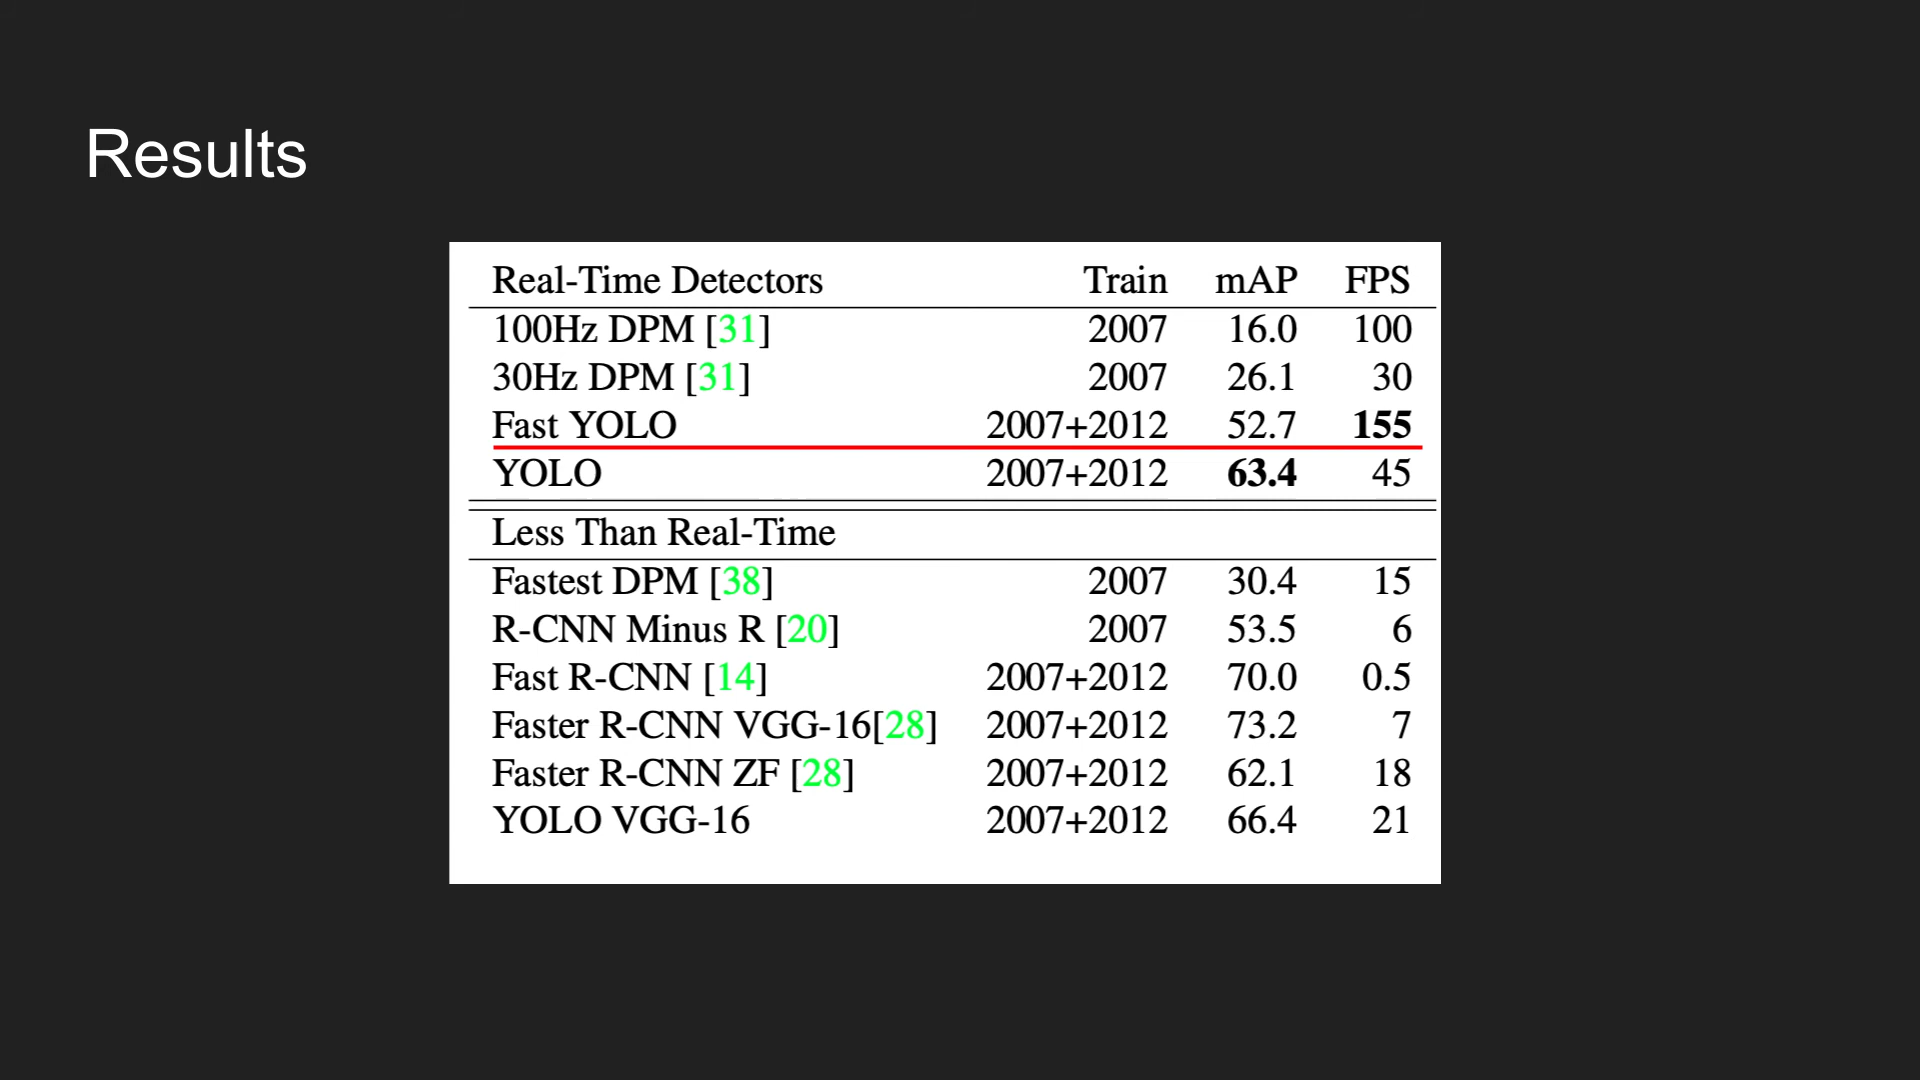 Results
Real-Time Detectors Train mAP FPS
100Hz DPM [31] 2007 16.0 100
30Hz DPM [31] 2007 26.1 30
Fast YOLO 2007+2012 52.7 155
YOLO 2007+2012 63.4 45
Less Than Real-Time
Fastest DPM [38] 2007 30.4 15
R-CNN Minus R [20] 2007 53.5 6
Fast R-CNN [14] 2007+2012 70.0 0.5
Faster R-CNN VGG-16[28] 2007+2012 73.2 7
Faster R-CNN ZF [28] 2007+2012 62.1 18
YOLO VGG-16 2007+2012 66.4 21